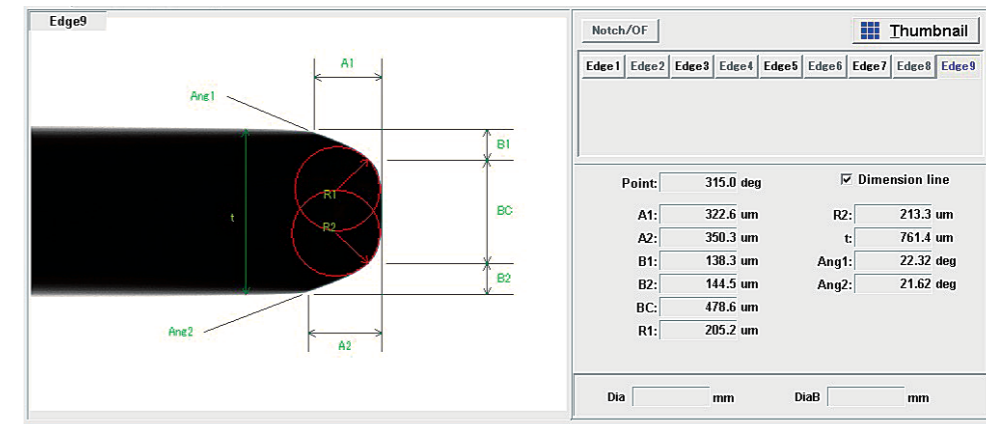 Edge9
A1
Ang1
B1
R1
BC
t
R2
B2
Ang2
A2
Notch/OF
Thumbnail
Edge1 Edge2 Edge3 Edge4 Edge5 Edge6 Edge7 Edge8 Edge9
Point: 315.0 deg
Dimension line
A1: 322.6 um
R2: 213.3 um
A2: 350.3 um
t: 761.4 um
B1: 138.3 um
Ang1: 22.32 deg
B2: 144.5 um
Ang2: 21.62 deg
BC: 478.6 um
R1: 205.2 um
Dia mm
DiaB mm